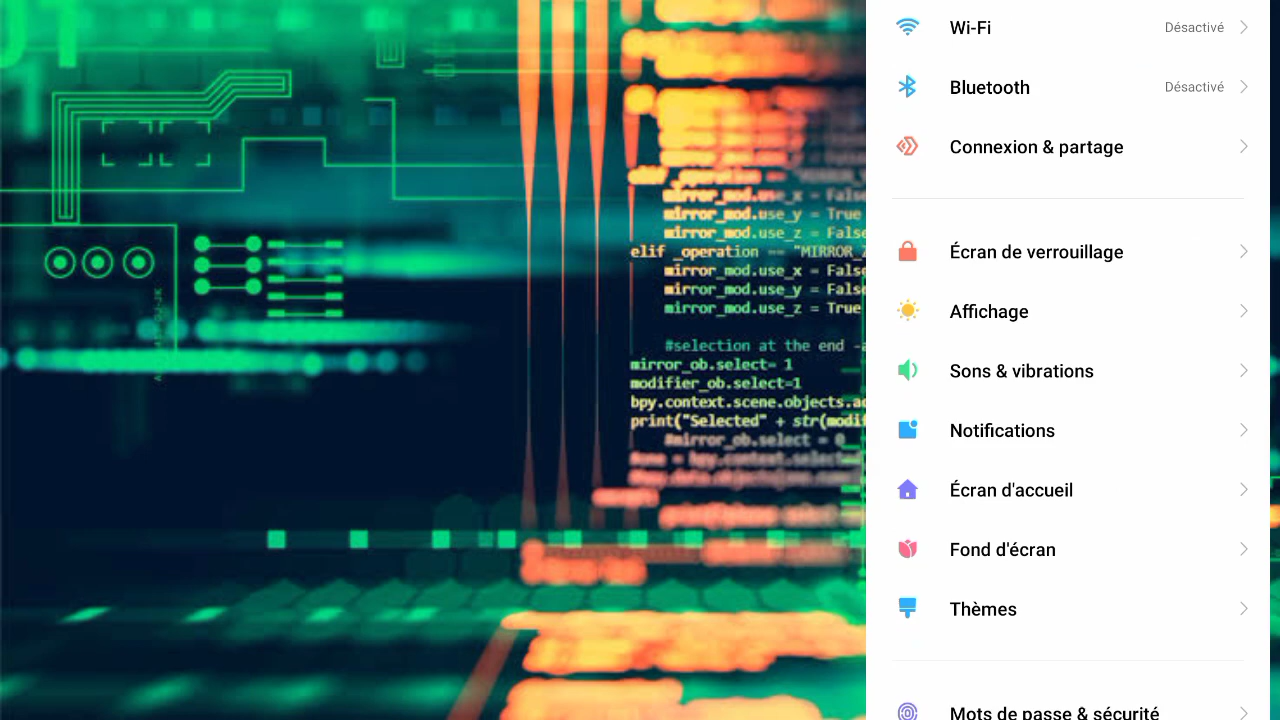 elif _operation == "MIRROR_
mirror_mod.use_x = False
mirror_mod.use_y = True
mirror_mod.use_z = False
elif _operation == "MIRROR_Z
mirror_mod.use_x = False
mirror_mod.use_y = False
mirror_mod.use_z = True
#selection at the end -a
mirror_ob.select= 1
modifier_ob.select=1
bpy.context.scene.objects.ac
print("Selected" + str(modif
#mirror_ob.select = 0
Wi-Fi
Désactivé
Bluetooth
Désactivé
Connexion & partage
Écran de verrouillage
Affichage
Sons & vibrations
Notifications
Écran d'accueil
Fond d'écran
Thèmes
Mots de passe & sécurité